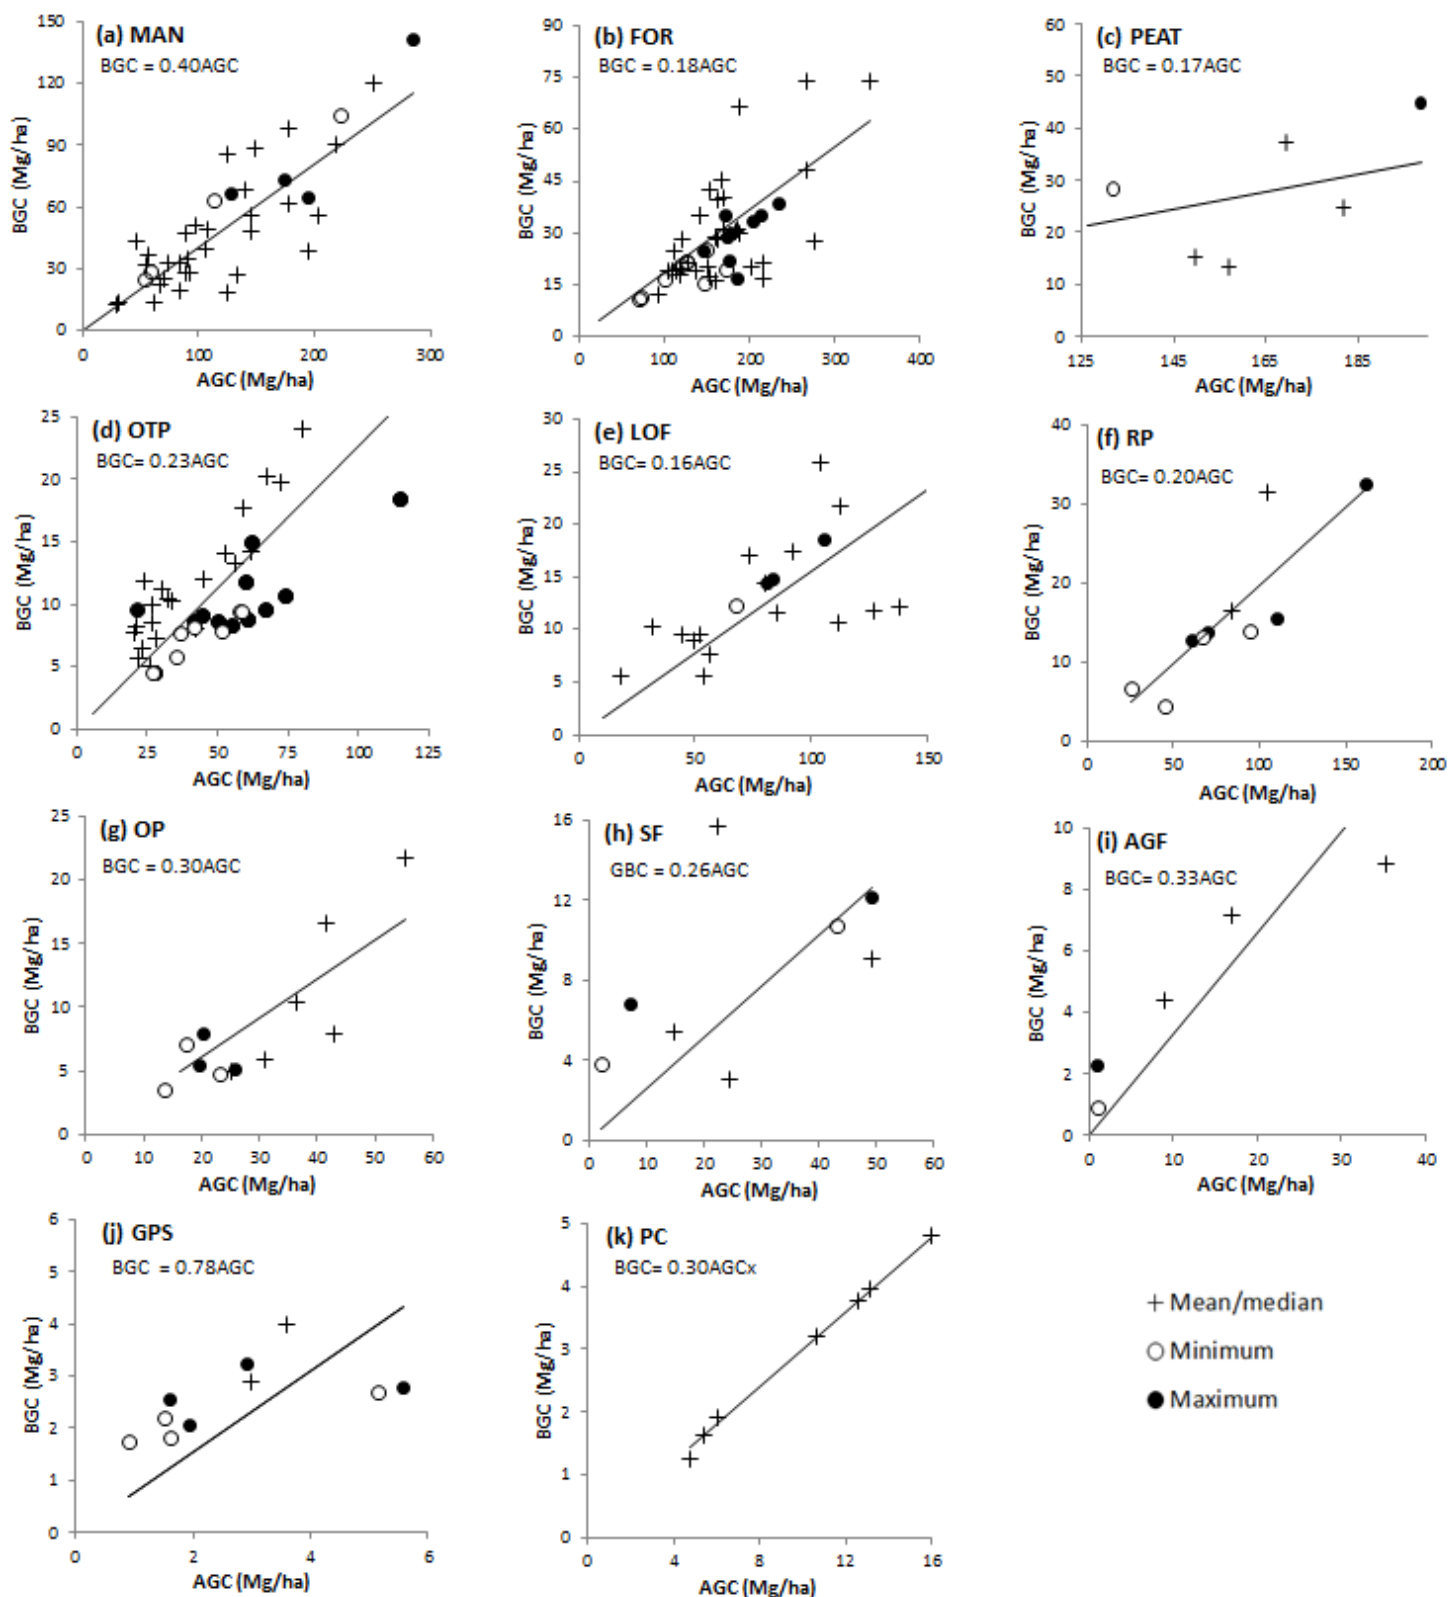 (a) MAN
BGC = 0.40AGC
BGC (Mg/ha)
150
120
90
60
30
0
0 100 200 300
AGC (Mg/ha)
(b) FOR
BGC = 0.18AGC
BGC (Mg/ha)
90
75
60
45
30
15
0
0 100 200 300 400
AGC (Mg/ha)
(c) PEAT
BGC = 0.17AGC
BGC (Mg/ha)
60
50
40
30
20
10
0
125 145 165 185
AGC (Mg/ha)
(d) OTP
BGC= 0.23AGC
BGC (Mg/ha)
25
20
15
10
5
0
0 25 50 75 100 125
AGC (Mg/ha)
(e) LOF
BGC= 0.16AGC
BGC (Mg/ha)
30
25
20
15
10
5
0
0 50 100 150
AGC (Mg/ha)
(f) RP
BGC= 0.20AGC
BGC (Mg/ha)
40
30
20
10
0
0 50 100 150 200
AGC (Mg/ha)
(g) OP
BGC = 0.30AGC
BGC (Mg/ha)
25
20
15
10
5
0
0 10 20 30 40 50 60
AGC (Mg/ha)
(h) SF
GBC = 0.26AGC
BGC (Mg/ha)
16
12
8
4
0
0 10 20 30 40 50 60
AGC (Mg/ha)
(i) AGF
BGC= 0.33AGC
BGC (Mg/ha)
10
8
6
4
2
0
0 10 20 30 40
AGC (Mg/ha)
(j) GPS
BGC = 0.78AGC
BGC (Mg/ha)
6
5
4
3
2
1
0
0 2 4 6
AGC (Mg/ha)
(k) PC
BGC= 0.30AGCx
BGC (Mg/ha)
5
4
3
2
1
0
0 4 8 12 16
AGC (Mg/ha)
Mean/median
Minimum
Maximum